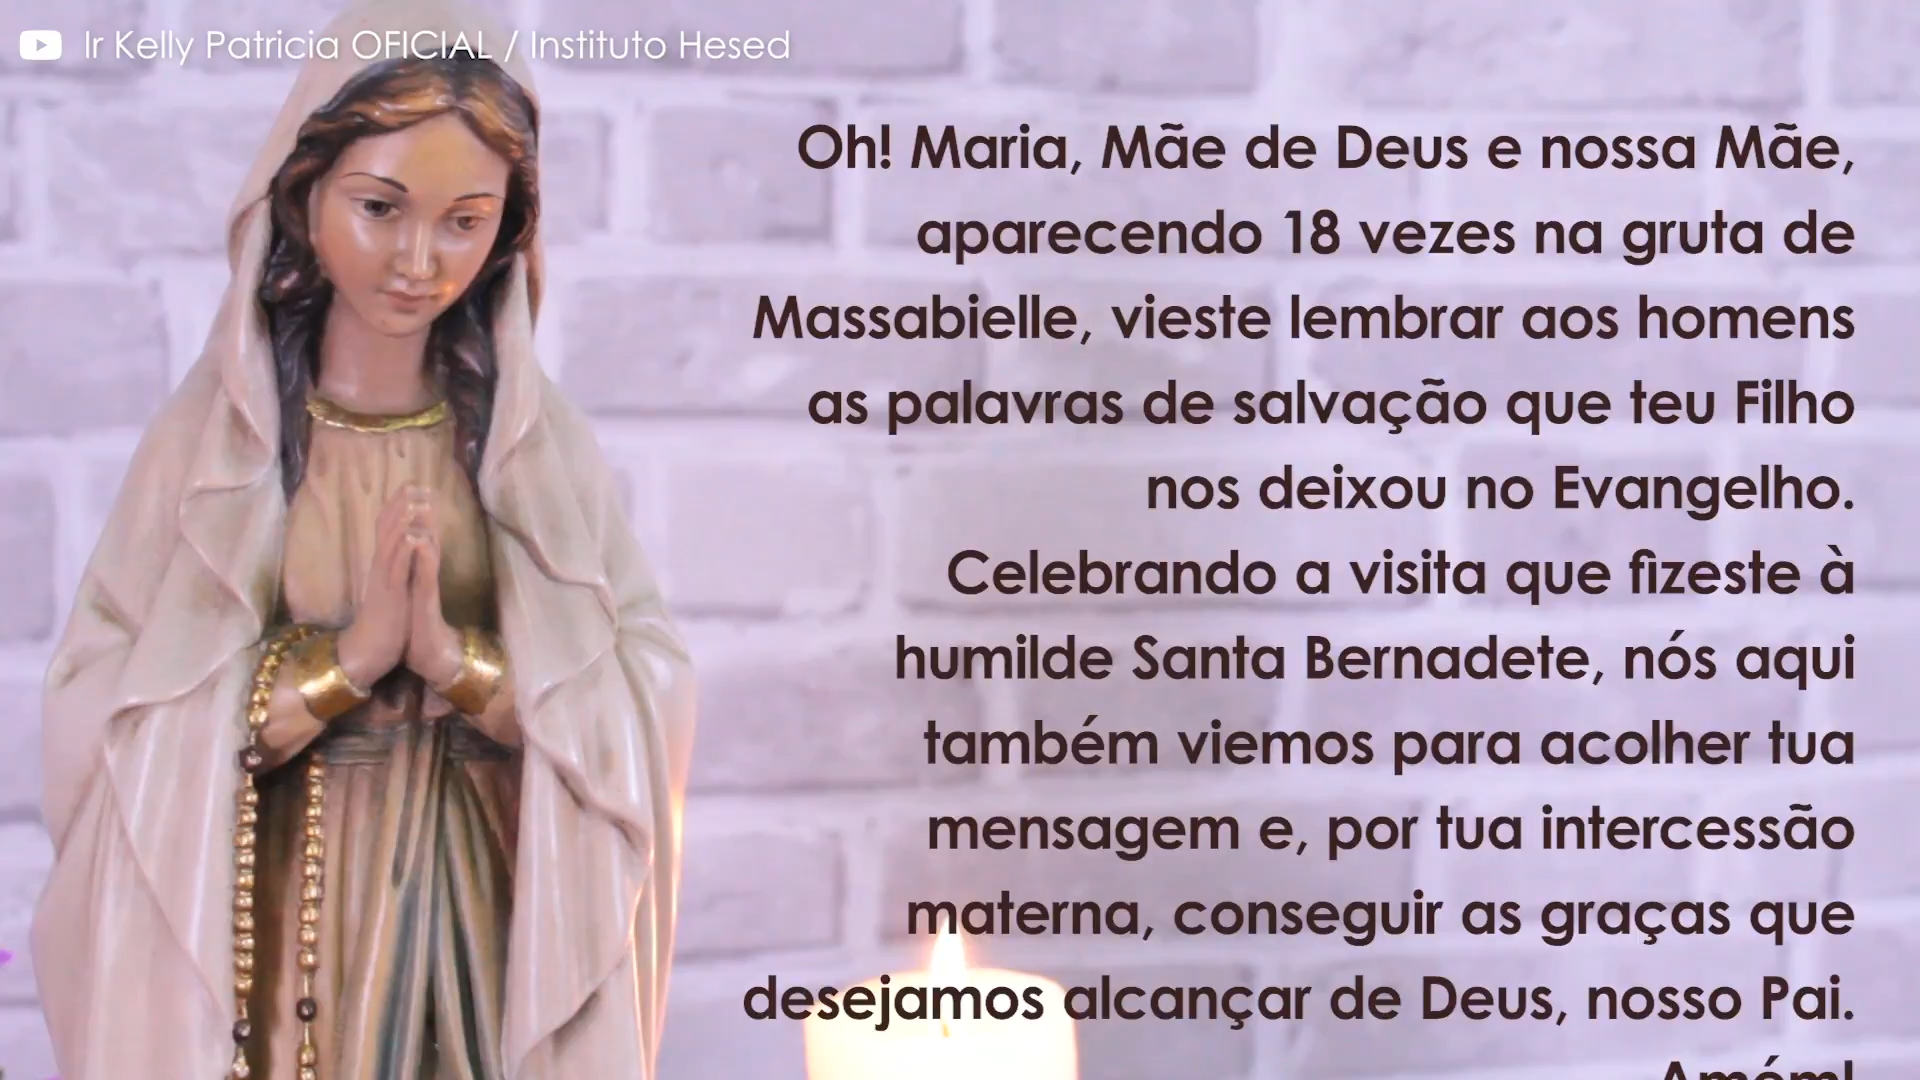 Ir Kelly Patricia OFICIAL / Instituto Hesed
Oh! Maria, Mãe de Deus e nossa Mãe,
aparecendo 18 vezes na gruta de
Massabielle, vieste lembrar aos homens
as palavras de salvação que teu Filho
nos deixou no Evangelho.
Celebrando a visita que fizeste à
humilde Santa Bernadete, nós aqui
também viemos para acolher tua
mensagem e, por tua intercessão
materna, conseguir as graças que
desejamos alcançar de Deus, nosso Pai.
Amém!